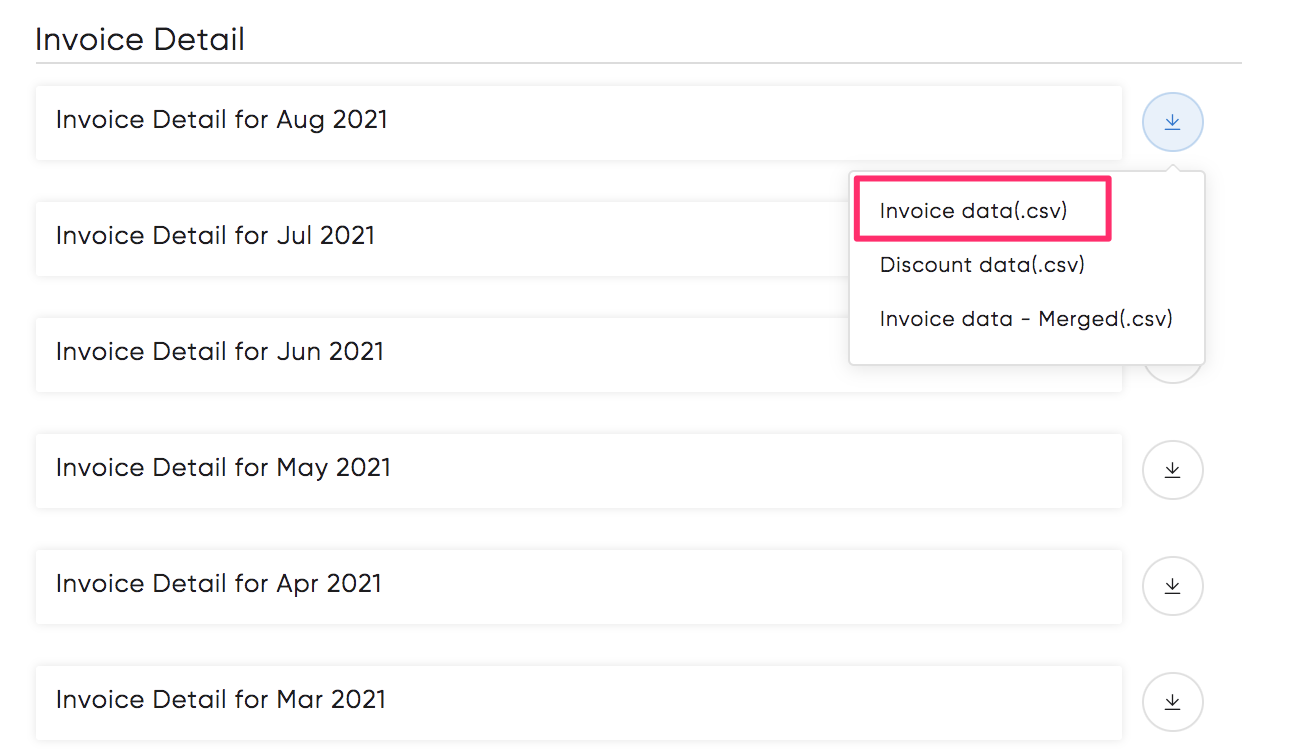 Invoice Detail
Invoice Detail for Aug 2021
Invoice data(.csv)
Discount data(.csv)
Invoice data - Merged(.csv)
Invoice Detail for Jul 2021
Invoice Detail for Jun 2021
Invoice Detail for May 2021
Invoice Detail for Apr 2021
Invoice Detail for Mar 2021